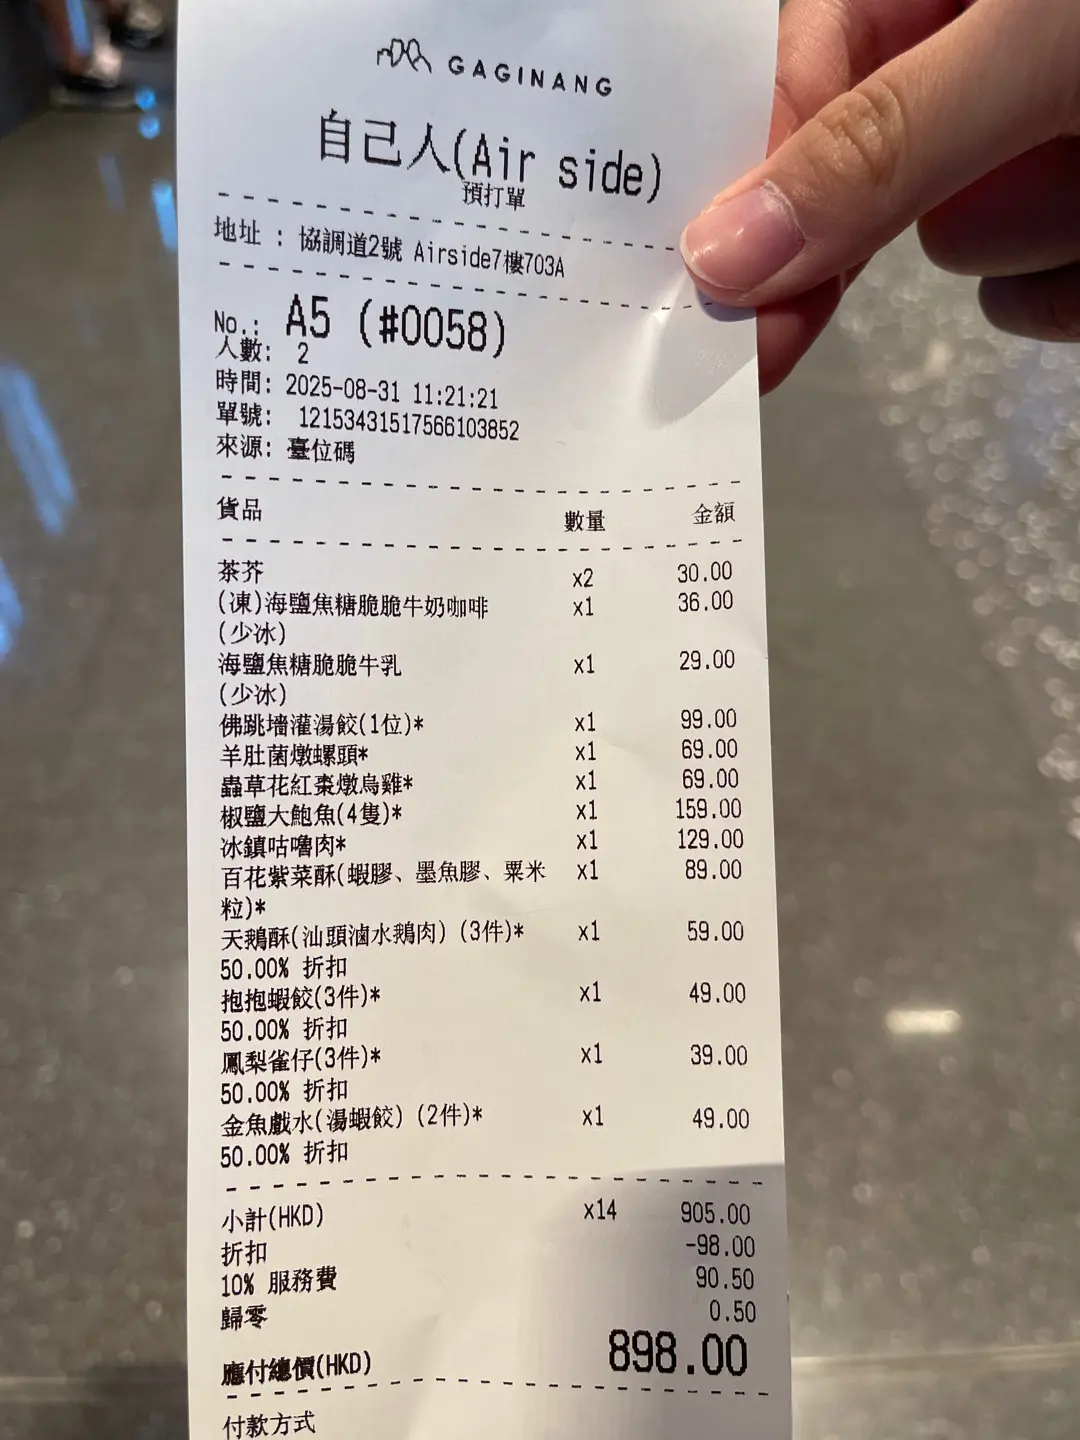 GAGINANG
自己人(Air side)
預打單
地址 : 協調道2號 Airside7樓703A
No.: A5 (#0058)
人數: 2
時間: 2025-08-31 11:21:21
單號: 12153431517566103852
來源: 臺位碼
貨品 數量 金額
茶芥 x2 30.00
(凍)海鹽焦糖脆脆牛奶咖啡 x1 36.00
(少冰)
海鹽焦糖脆脆牛乳 x1 29.00
(少冰)
佛跳墻灌湯餃(1位)* x1 99.00
羊肚菌燉螺頭* x1 69.00
蟲草花紅棗燉烏雞* x1 69.00
椒鹽大鮑魚(4隻)* x1 159.00
冰鎮咕嚕肉* x1 129.00
百花紫菜酥(蝦膠、墨魚膠、粟米 x1 89.00
粒)*
天鵝酥(汕頭滷水鵝肉) (3件)* x1 59.00
50.00% 折扣
抱抱蝦餃(3件)* x1 49.00
50.00% 折扣
鳳梨雀仔(3件)* x1 39.00
50.00% 折扣
金魚戲水(湯蝦餃) (2件)* x1 49.00
50.00% 折扣
小計(HKD) x14 905.00
折扣 -98.00
10% 服務費 90.50
歸零 0.50
應付總價(HKD) 898.00
付款方式